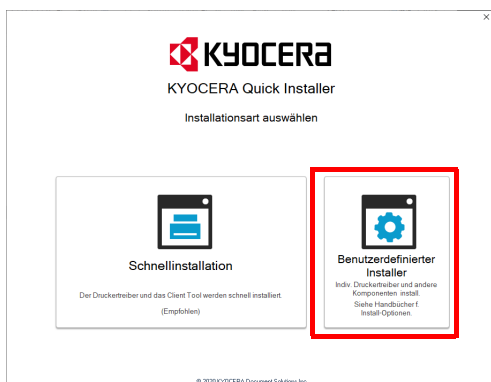 KYOCERA
KYOCERA Quick Installer
Installationsart auswählen
Schnellinstallation
Der Druckertreiber und das Client Tool werden schnell installiert.
(Empfohlen)
Benutzerdefinierter
Installer
Indiv. Druckertreiber und andere
Komponenten install.
Siehe Handbücher f.
Install-Optionen.
© 2020 KYOCERA Document Solutions Inc.